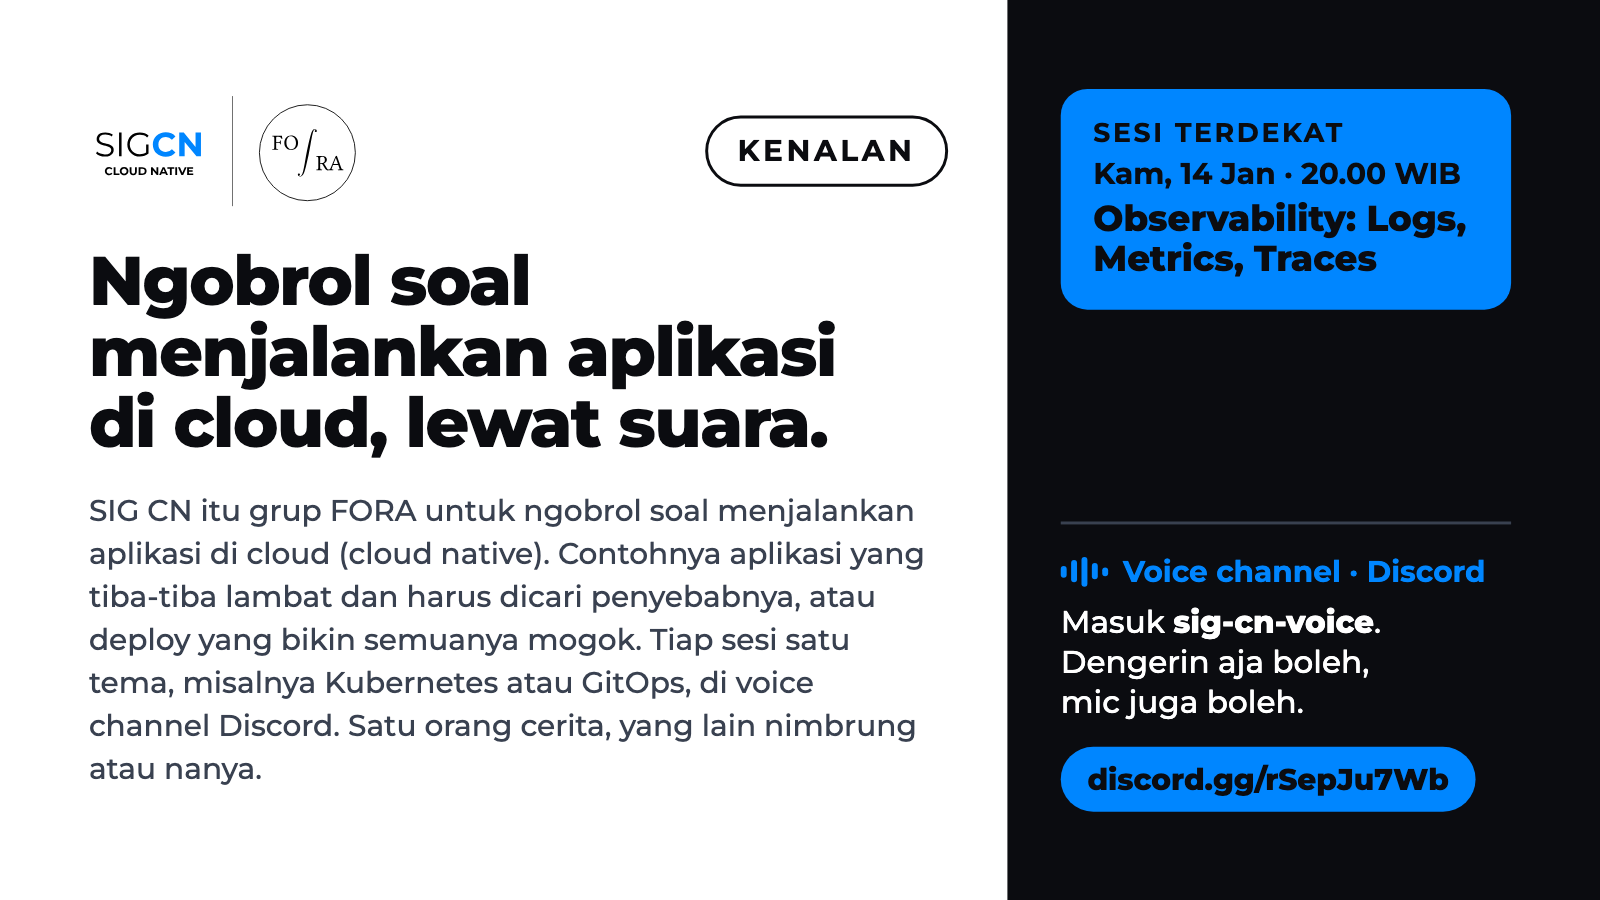 SIGCN
CLOUD NATIVE
FO RA
KENALAN
Ngobrol soal
menjalankan aplikasi
di cloud, lewat suara.
SIG CN itu grup FORA untuk ngobrol soal menjalankan
aplikasi di cloud (cloud native). Contohnya aplikasi yang
tiba-tiba lambat dan harus dicari penyebabnya, atau
deploy yang bikin semuanya mogok. Tiap sesi satu
tema, misalnya Kubernetes atau GitOps, di voice
channel Discord. Satu orang cerita, yang lain nimbrung
atau nanya.
SESI TERDEKAT
Kam, 14 Jan · 20.00 WIB
Observability: Logs,
Metrics, Traces
Voice channel · Discord
Masuk sig-cn-voice.
Dengerin aja boleh,
mic juga boleh.
discord.gg/rSepJu7Wb